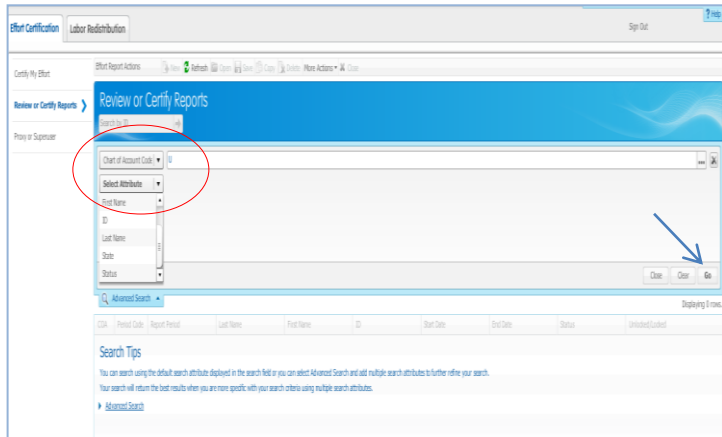 ? Help
Effort Certification Labor Redistribution Sign Out
Certify My Effort
Review or Certify Reports
Proxy or Superuser
Effort Report Actions New Refresh Open Save Copy Delete More Actions Close
Review or Certify Reports
Search by ID
Chart of Account Code U ...
Select Attribute
First Name
ID
Last Name
State
Status
Close Clear Go
Advanced Search
Displaying 0 rows.
COA Period Code Report Period Last Name First Name ID Start Date End Date Status Unlocked/Locked
Search Tips
You can search using the default search attribute displayed in the search field or you can select Advanced Search and add multiple search attributes to further refine your search.
Your search will return the best results when you are more specific with your search criteria using multiple search attributes.
Advanced Search